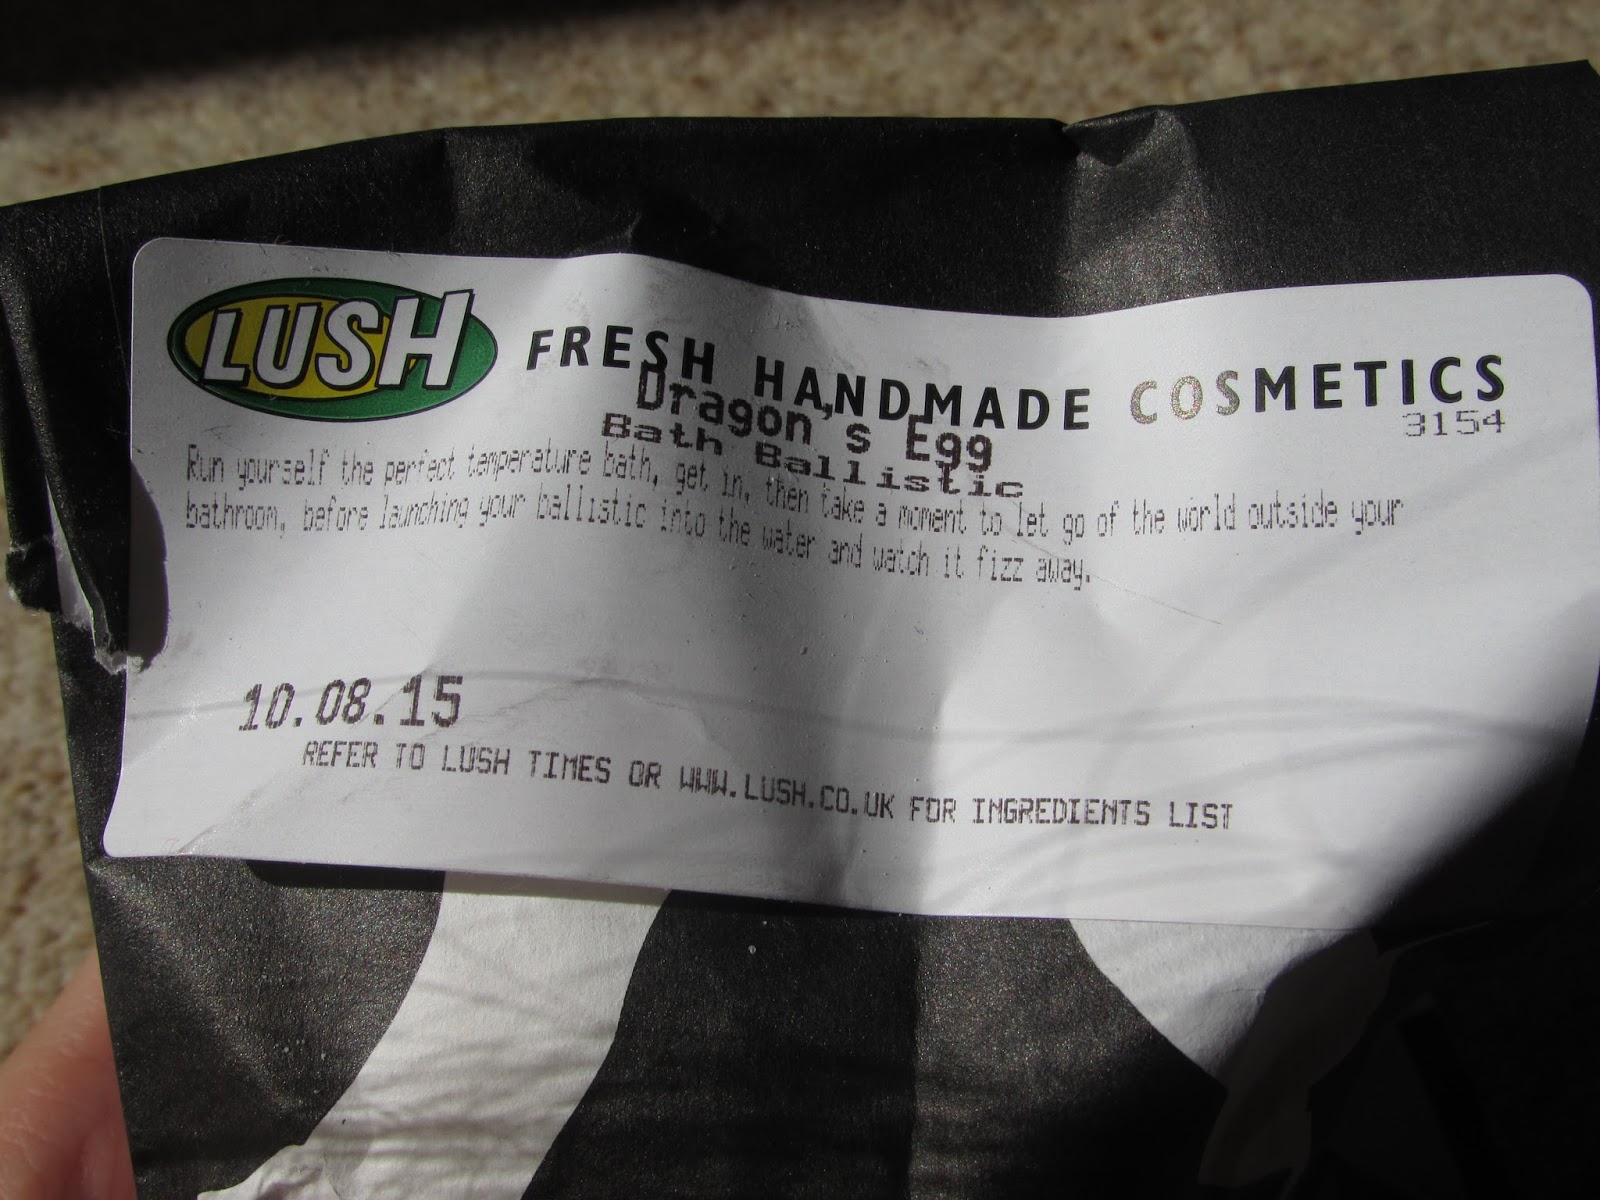 LUSH FRESH HANDMADE COSMETICS
Dragon's Egg
3154
Bath Ballistic
Run yourself the perfect temperature bath, get in, then take a moment to let go of the world outside your
bathroom, before launching your ballistic into the water and watch it fizz away.
10.08.15
REFER TO LUSH TIMES OR WWW.LUSH.CO.UK FOR INGREDIENTS LIST